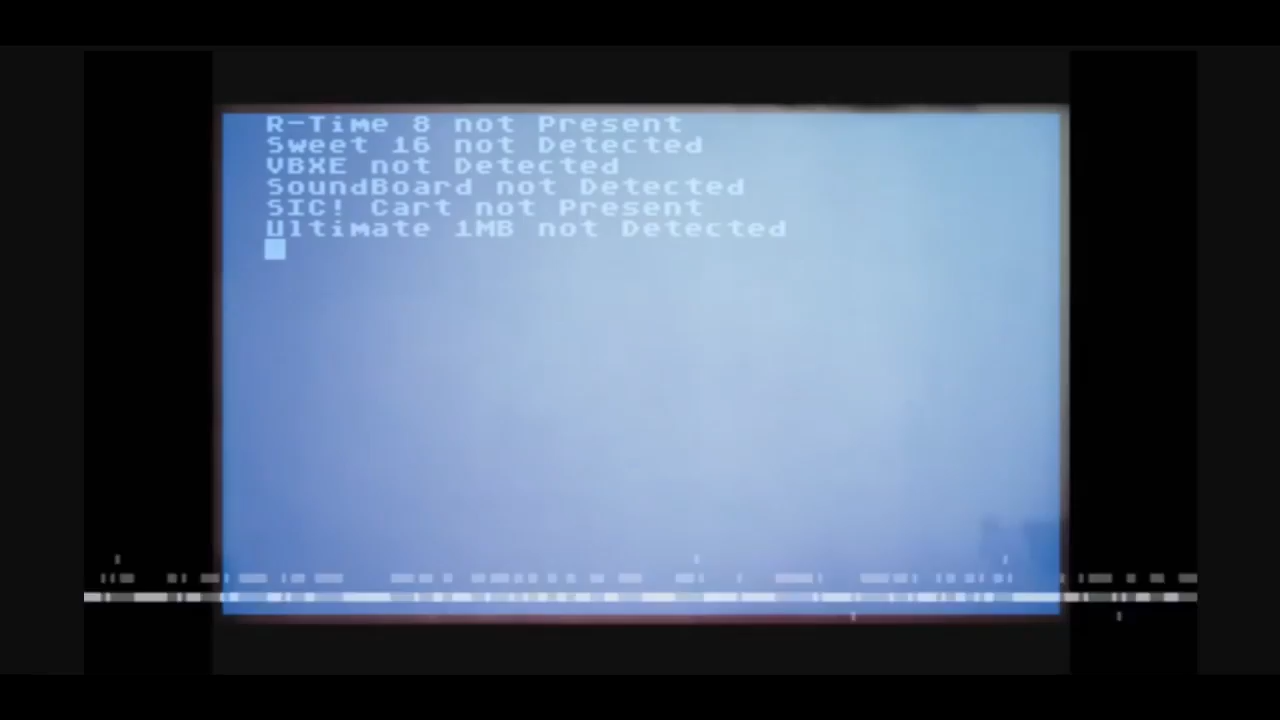 R-Time 8 not Present
Sweet 16 not Detected
VBXE not Detected
SoundBoard not Detected
SIC! Cart not Present
Ultimate 1MB not Detected